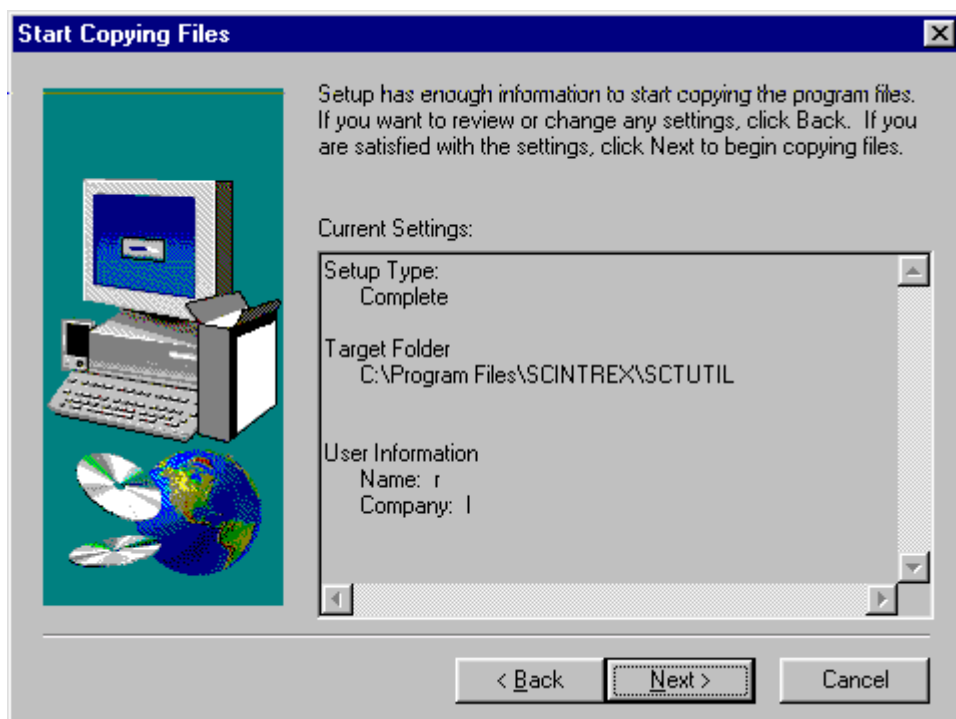 Start Copying Files
Setup has enough information to start copying the program files.
If you want to review or change any settings, click Back. If you
are satisfied with the settings, click Next to begin copying files.
Current Settings:
Setup Type:
Complete
Target Folder
C:\Program Files\SCINTREX\SCTUTIL
User Information
Name: r
Company: l
< Back
Next >
Cancel